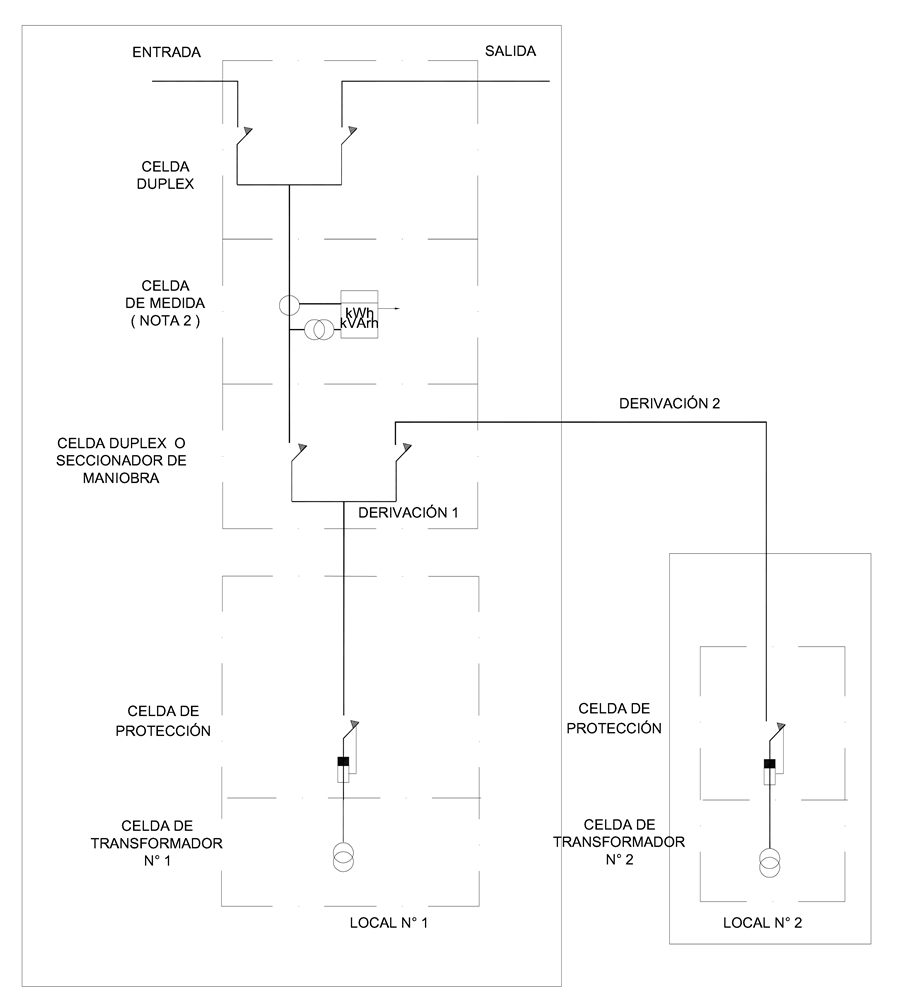 ENTRADA
SALIDA
CELDA
DUPLEX
CELDA
DE MEDIDA
( NOTA 2 )
kWh
kVArh
DERIVACIÓN 2
CELDA DUPLEX O
SECCIONADOR DE
MANIOBRA
DERIVACIÓN 1
CELDA DE
PROTECCIÓN
CELDA DE
PROTECCIÓN
CELDA DE
TRANSFORMADOR
N° 1
CELDA DE
TRANSFORMADOR
N° 2
LOCAL N° 1
LOCAL N° 2